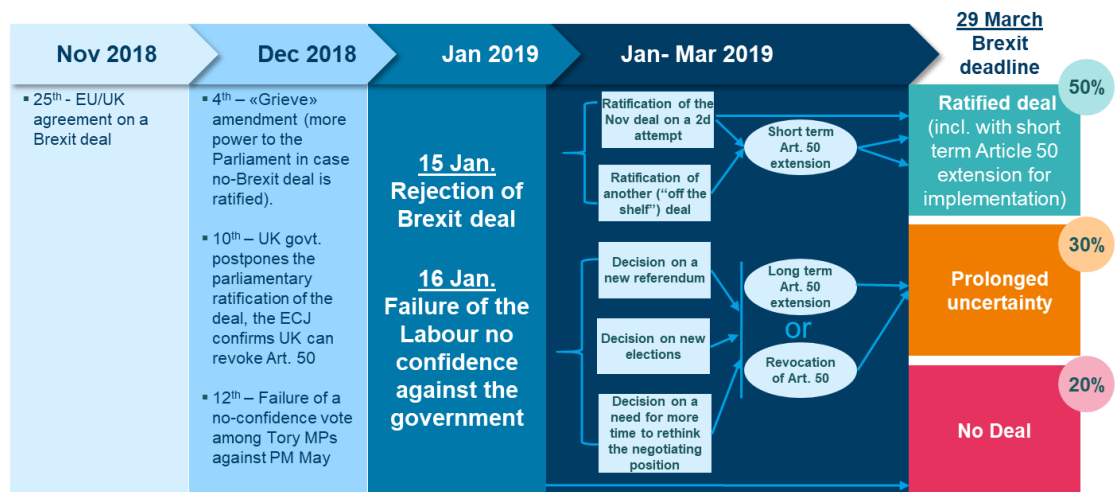 Nov 2018
Dec 2018
Jan 2019
Jan- Mar 2019
29 March
Brexit
deadline
▪ 25th - EU/UK
agreement on a
Brexit deal
▪ 4th – «Grieve»
amendment (more
power to the
Parliament in case
no-Brexit deal is
ratified).
▪ 10th – UK govt.
postpones the
parliamentary
ratification of the
deal, the ECJ
confirms UK can
revoke Art. 50
▪ 12th – Failure of a
no-confidence vote
among Tory MPs
against PM May
15 Jan.
Rejection of
Brexit deal
16 Jan.
Failure of the
Labour no
confidence
against the
government
Ratification of the
Nov deal on a 2d
attempt
Ratification of
another (“off the
shelf”) deal
Short term
Art. 50
extension
Decision on a
new referendum
Decision on new
elections
Decision on a
need for more
time to rethink
the negotiating
position
Long term
Art. 50
extension
or
Revocation
of Art. 50
50%
Ratified deal
(incl. with short
term Article 50
extension for
implementation)
30%
Prolonged
uncertainty
20%
No Deal